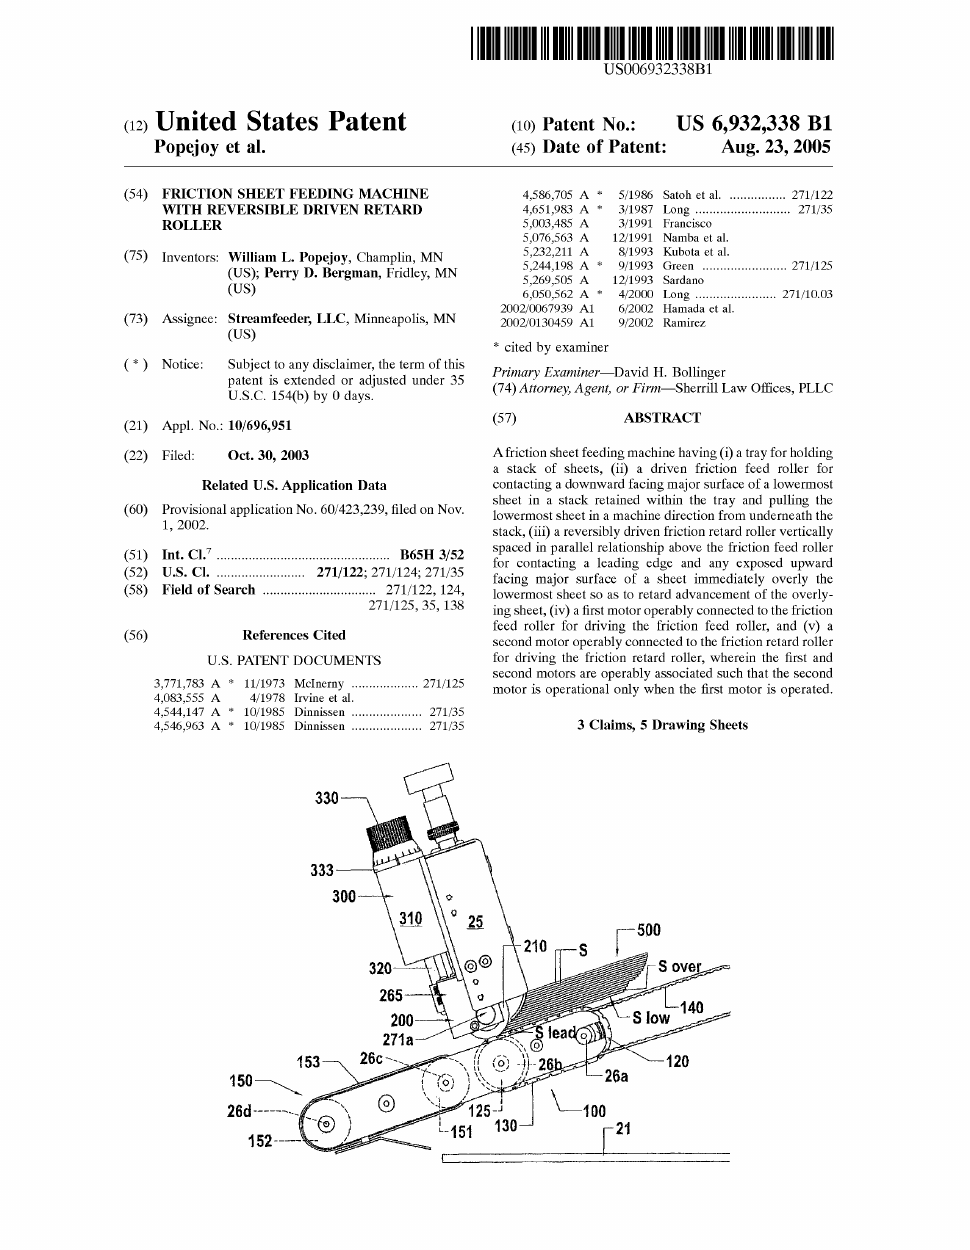 US006932338B1
(12) United States Patent
Popejoy et al.
(10) Patent No.: US 6,932,338 B1
(45) Date of Patent: Aug. 23, 2005
(54) FRICTION SHEET FEEDING MACHINE
WITH REVERSIBLE DRIVEN RETARD
ROLLER
(75) Inventors: William L. Popejoy, Champlin, MN
(US); Perry D. Bergman, Fridley, MN
(US)
(73) Assignee: Streamfeeder, LLC, Minneapolis, MN
(US)
( * ) Notice: Subject to any disclaimer, the term of this
patent is extended or adjusted under 35
U.S.C. 154(b) by 0 days.
(21) Appl. No.: 10/696,951
(22) Filed: Oct. 30, 2003
Related U.S. Application Data
(60) Provisional application No. 60/423,239, filed on Nov.
1, 2002.
(51) Int. Cl.7 ................................................ B65H 3/52
(52) U.S. Cl. ......................... 271/122; 271/124; 271/35
(58) Field of Search ................................ 271/122, 124,
271/125, 35, 138
(56) References Cited
U.S. PATENT DOCUMENTS
3,771,783 A * 11/1973 McInerny ................... 271/125
4,083,555 A 4/1978 Irvine et al.
4,544,147 A * 10/1985 Dinnissen .................... 271/35
4,546,963 A * 10/1985 Dinnissen .................... 271/35
4,586,705 A * 5/1986 Satoh et al. ................ 271/122
4,651,983 A * 3/1987 Long ........................... 271/35
5,003,485 A 3/1991 Francisco
5,076,563 A 12/1991 Namba et al.
5,232,211 A 8/1993 Kubota et al.
5,244,198 A * 9/1993 Green ........................ 271/125
5,269,505 A 12/1993 Sardano
6,050,562 A * 4/2000 Long ....................... 271/10.03
2002/0067939 A1 6/2002 Hamada et al.
2002/0130459 A1 9/2002 Ramirez
* cited by examiner
Primary Examiner—David H. Bollinger
(74) Attorney, Agent, or Firm—Sherrill Law Offices, PLLC
(57) ABSTRACT
A friction sheet feeding machine having (i) a tray for holding
a stack of sheets, (ii) a driven friction feed roller for
contacting a downward facing major surface of a lowermost
sheet in a stack retained within the tray and pulling the
lowermost sheet in a machine direction from underneath the
stack, (iii) a reversibly driven friction retard roller vertically
spaced in parallel relationship above the friction feed roller
for contacting a leading edge and any exposed upward
facing major surface of a sheet immediately overly the
lowermost sheet so as to retard advancement of the overly-
ing sheet, (iv) a first motor operably connected to the friction
feed roller for driving the friction feed roller, and (v) a
second motor operably connected to the friction retard roller
for driving the friction retard roller, wherein the first and
second motors are operably associated such that the second
motor is operational only when the first motor is operated.
3 Claims, 5 Drawing Sheets
330
333
300
310
25
210
S
500
320
S over
265
140
200
S low
271a
S lead
153
26c
26b
120
150
26a
26d
125
100
151
130
21
152